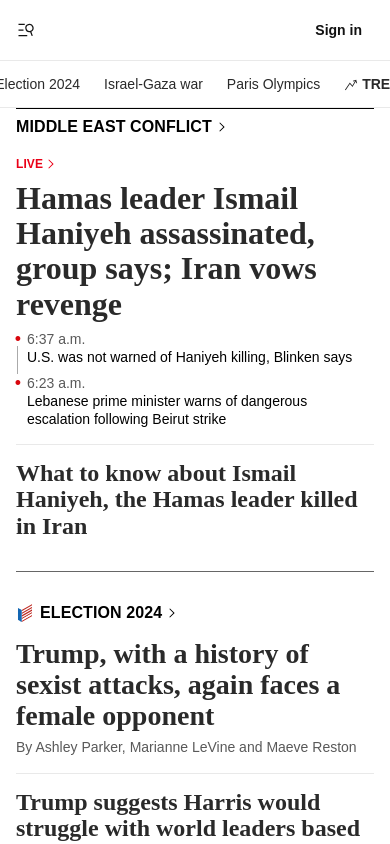 Sign in
Election 2024 Israel-Gaza war Paris Olympics TRE
MIDDLE EAST CONFLICT
LIVE
Hamas leader Ismail
Haniyeh assassinated,
group says; Iran vows
revenge
6:37 a.m.
U.S. was not warned of Haniyeh killing, Blinken says
6:23 a.m.
Lebanese prime minister warns of dangerous
escalation following Beirut strike
What to know about Ismail
Haniyeh, the Hamas leader killed
in Iran
ELECTION 2024
Trump, with a history of
sexist attacks, again faces a
female opponent
By Ashley Parker, Marianne LeVine and Maeve Reston
Trump suggests Harris would
struggle with world leaders based